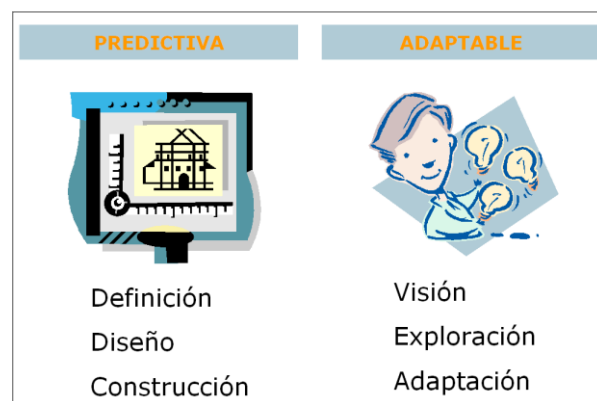 PREDICTIVA
ADAPTABLE
Definición
Diseño
Construcción
Visión
Exploración
Adaptación